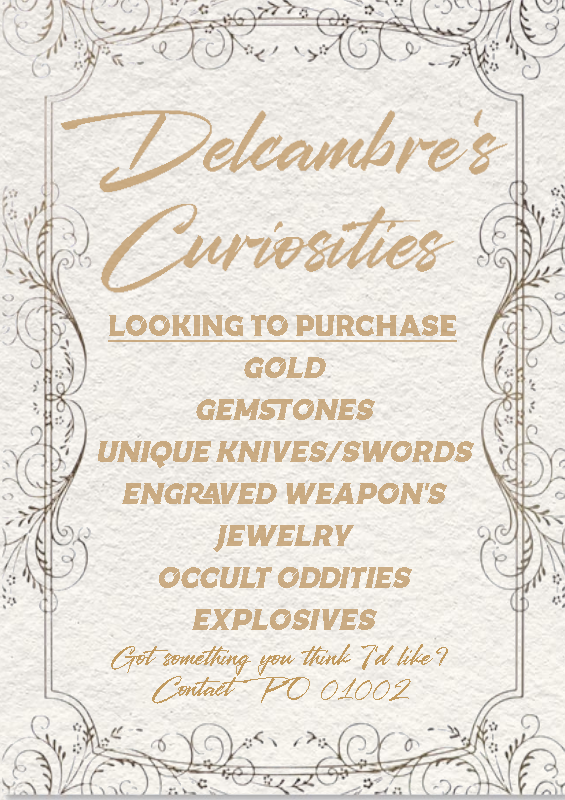 Delcambre's
Curiosities
LOOKING TO PURCHASE
GOLD
GEMSTONES
UNIQUE KNIVES/SWORDS
ENGRAVED WEAPON'S
JEWELRY
OCCULT ODDITIES
EXPLOSIVES
Got something you think I'd like?
Contact PO 01002